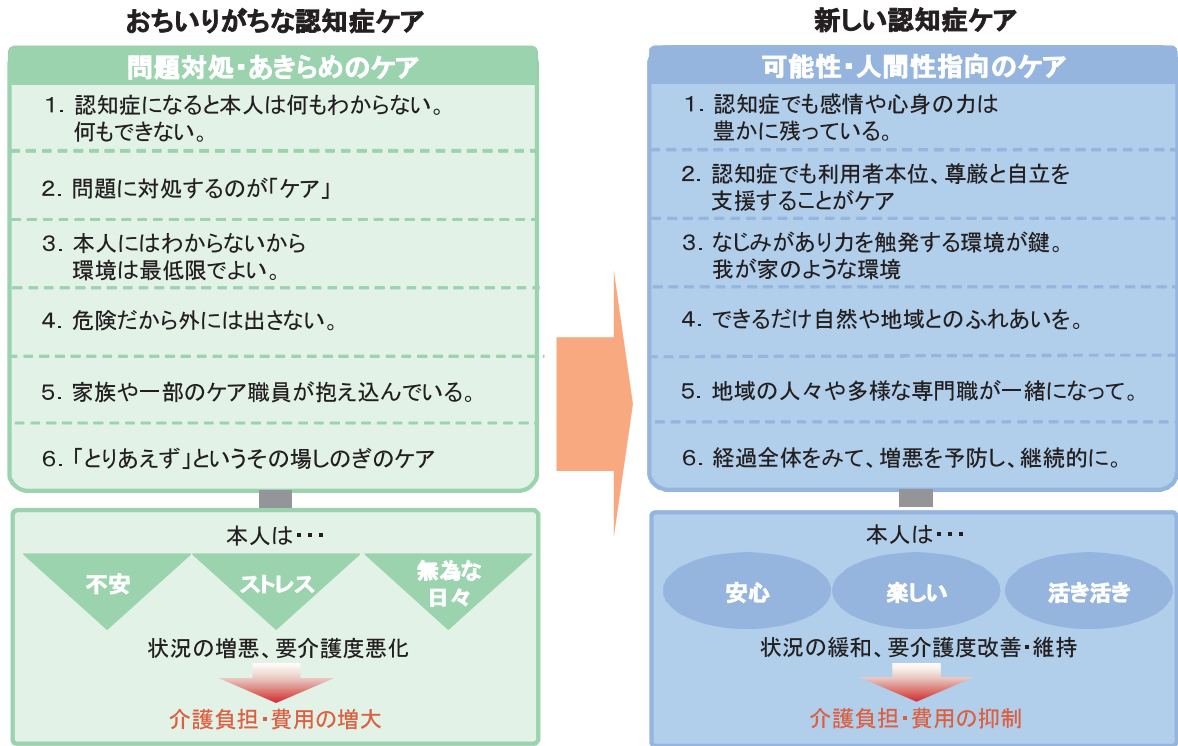 おちいりがちな認知症ケア
問題対処・あきらめのケア
1. 認知症になると本人は何もわからない。
何もできない。
2. 問題に対処するのが「ケア」
3. 本人にはわからないから
環境は最低限でよい。
4. 危険だから外には出さない。
5. 家族や一部のケア職員が抱え込んでいる。
6. 「とりあえず」というその場しのぎのケア
本人は・・・
不安
ストレス
無為な
日々
状況の増悪、要介護度悪化
介護負担・費用の増大
新しい認知症ケア
可能性・人間性指向のケア
1. 認知症でも感情や心身の力は
豊かに残っている。
2. 認知症でも利用者本位、尊厳と自立を
支援することがケア
3. なじみがあり力を触発する環境が鍵。
我が家のような環境
4. できるだけ自然や地域とのふれあいを。
5. 地域の人々や多様な専門職が一緒になって。
6. 経過全体をみて、増悪を予防し、継続的に。
本人は・・・
安心
楽しい
活き活き
状況の緩和、要介護度改善・維持
介護負担・費用の抑制